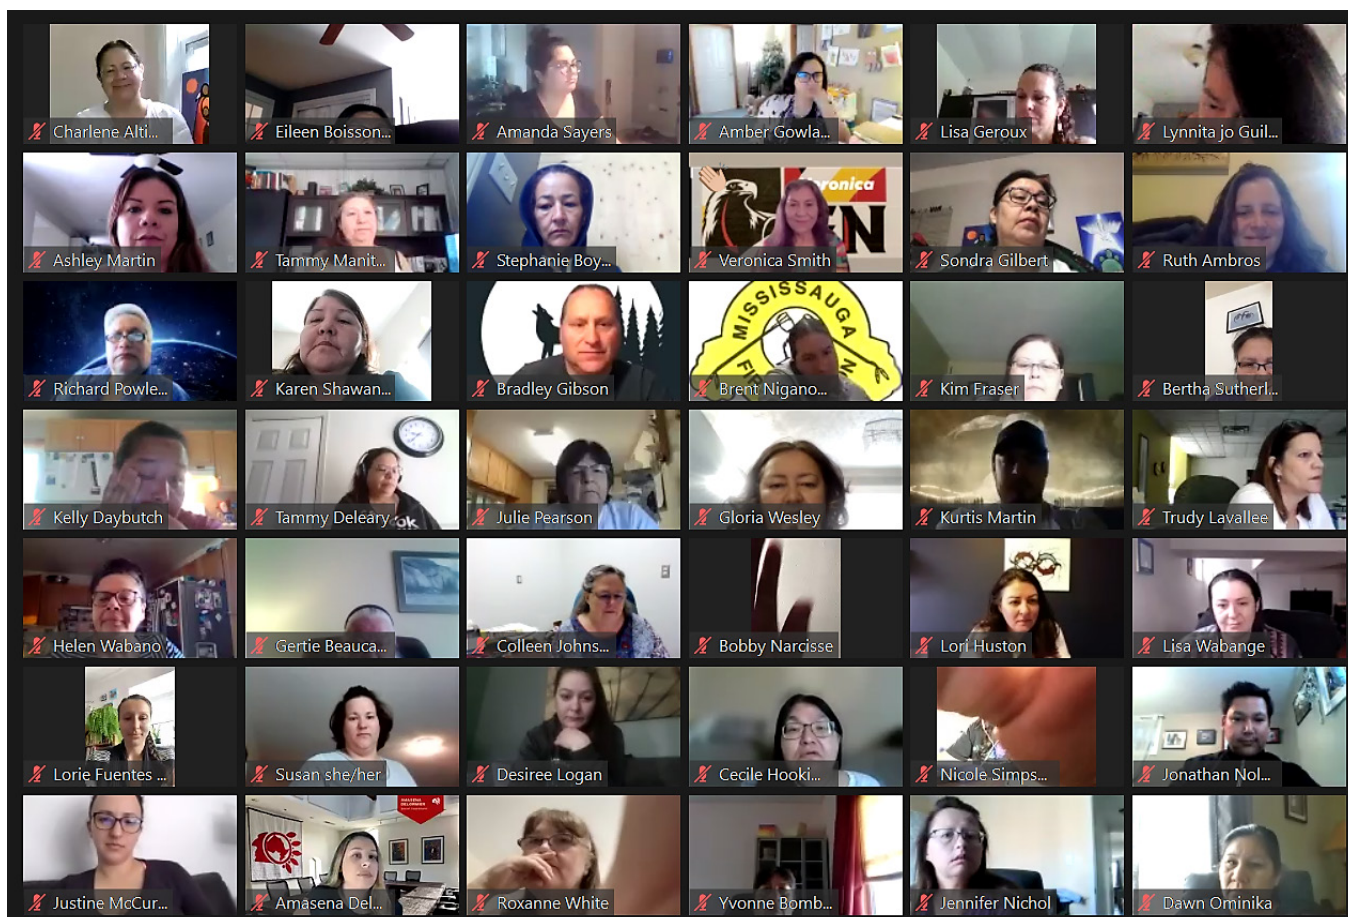 Charlene Alti...
Eileen Boisson...
Amanda Sayers
Amber Gowla...
Lisa Geroux
Lynnita jo Guil...
Ashley Martin
Tammy Manit...
Stephanie Boy...
Veronica
Veronica Smith
Sondra Gilbert
Ruth Ambros
Richard Powle...
Karen Shawan...
Bradley Gibson
MISSISSAUGA
Brent Nigano...
Kim Fraser
Bertha Sutherl...
Kelly Daybutch
Tammy Deleary
Julie Pearson
Gloria Wesley
Kurtis Martin
Trudy Lavallee
Helen Wabano
Gertie Beauca...
Colleen Johns...
Bobby Narcisse
Lori Huston
Lisa Wabange
Lorie Fuentes ...
Susan she/her
Desiree Logan
Cecile Hooki...
Nicole Simps...
Jonathan Nol...
Justine McCur...
AMASENA
DELORMIER
Amasena Del...
Roxanne White
Yvonne Bomb...
Jennifer Nichol
Dawn Ominika